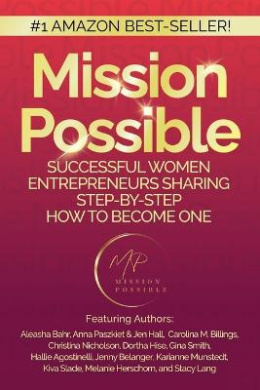 #1 AMAZON BEST-SELLER!
Mission
Possible
SUCCESSFUL WOMEN
ENTREPRENEURS SHARING
STEP-BY-STEP
HOW TO BECOME ONE
MP
MISSION
POSSIBLE
Featuring Authors:
Aleasha Bahr, Anna Paszkiet & Jen Hall, Carolina M. Billings,
Christina Nicholson, Dortha Hise, Gina Smith,
Hallie Agostinelli, Jenny Belanger, Karianne Munstedt,
Kiva Slade, Melanie Herschorn, and Stacy Lang